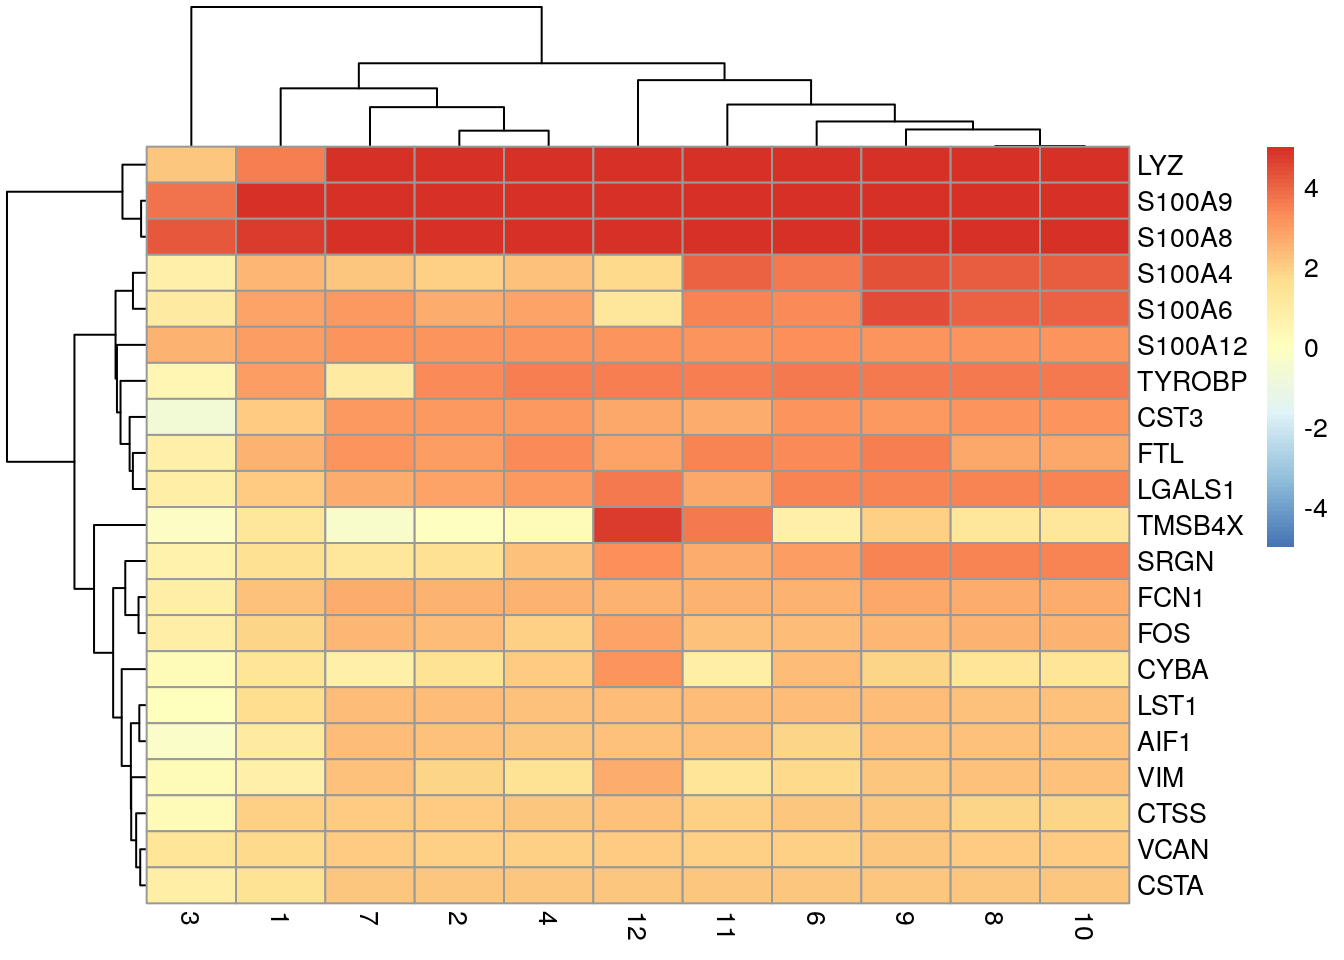 LYZ
S100A9
S100A8
S100A4
S100A6
S100A12
TYROBP
CST3
FTL
LGALS1
TMSB4X
SRGN
FCN1
FOS
CYBA
LST1
AIF1
VIM
CTSS
VCAN
CSTA
4
2
0
-2
-4
3 1 7 2 4 12 11 6 9 8 10